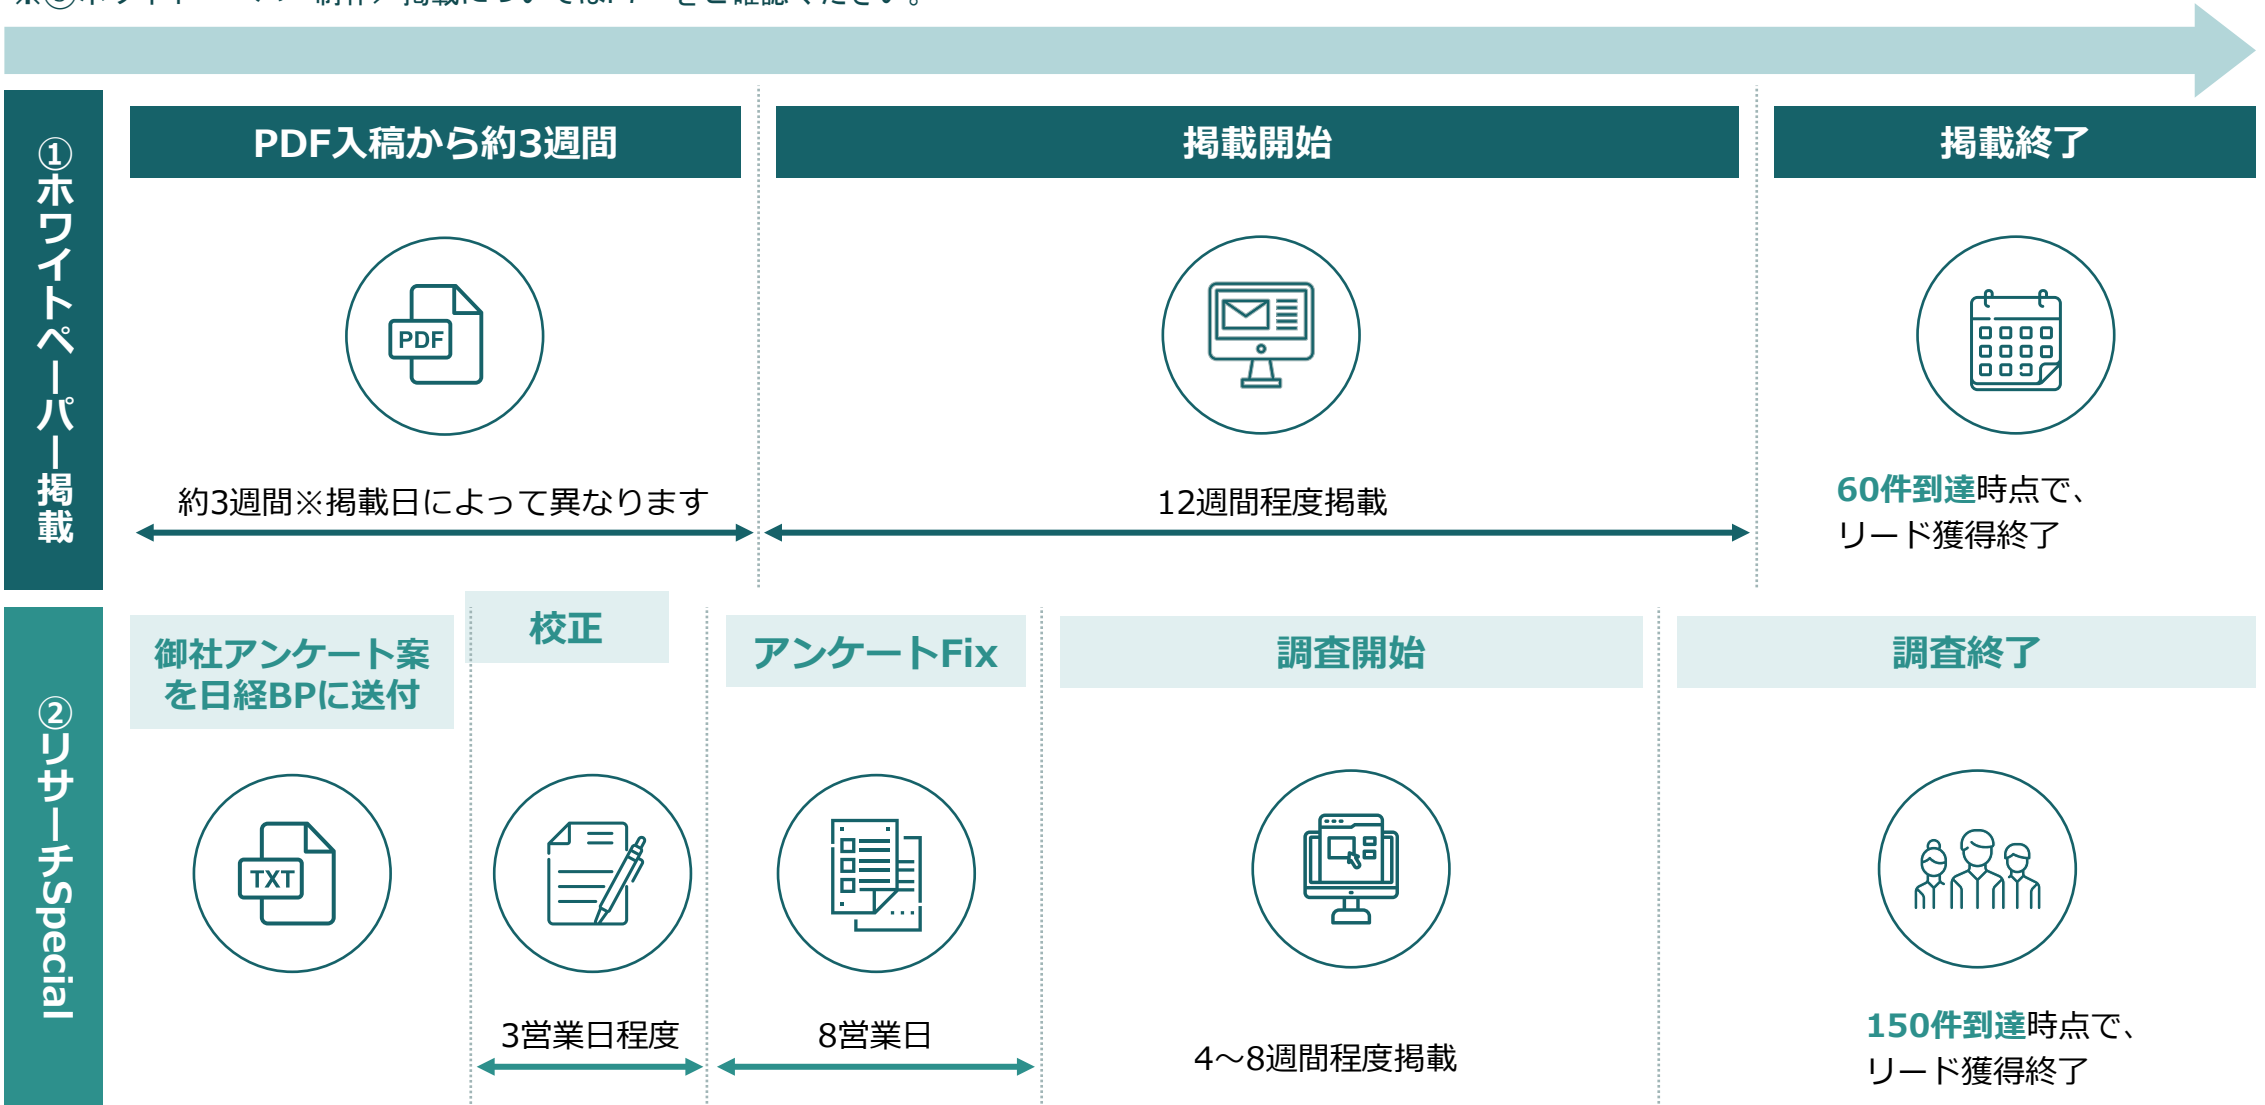 PDF入稿から約3週間
掲載開始
掲載終了
①ホワイトペーパー掲載
PDF
約3週間※掲載日によって異なります
12週間程度掲載
60件到達時点で、
リード獲得終了
②リサーチSpecial
御社アンケート案
を日経BPに送付
校正
アンケートFix
調査開始
調査終了
TXT
3営業日程度
8営業日
4～8週間程度掲載
150件到達時点で、
リード獲得終了